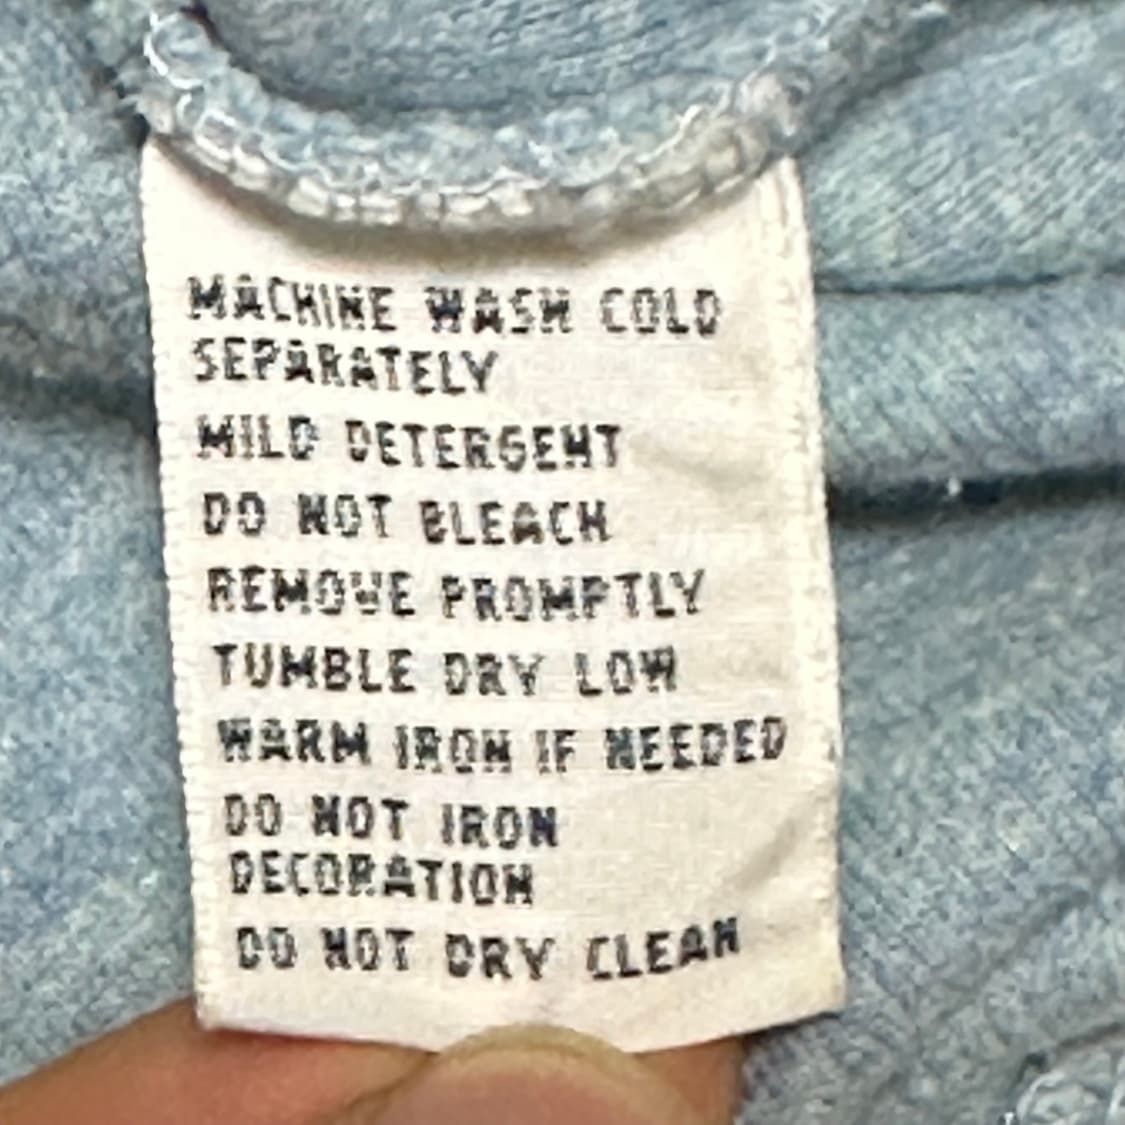 MACHINE WASH COLD
SEPARATELY
MILD DETERGENT
DO NOT BLEACH
REMOVE PROMPTLY
TUMBLE DRY LOW
WARM IRON IF NEEDED
DO NOT IRON
DECORATION
DO NOT DRY CLEAN